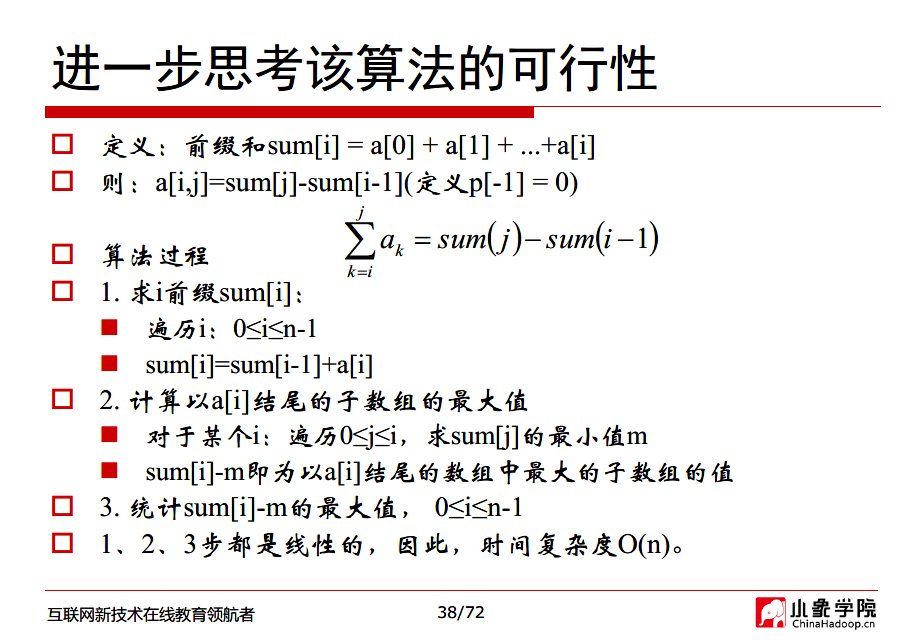 进一步思考该算法的可行性
定义：前缀和sum[i] = a[0] + a[1] + ...+a[i]
则：a[i,j]=sum[j]-sum[i-1](定义p[-1] = 0)
\sum_{k=i}^{j} a_k = sum(j) − sum(i−1)
算法过程
1. 求i前缀sum[i]：
遍历i：0≤i≤n-1
sum[i]=sum[i-1]+a[i]
2. 计算以a[i]结尾的子数组的最大值
对于某个i：遍历0≤j≤i，求sum[j]的最小值m
sum[i]-m即为以a[i]结尾的数组中最大的子数组的值
3. 统计sum[i]-m的最大值， 0≤i≤n-1
1、2、3步都是线性的，因此，时间复杂度O(n)。
互联网新技术在线教育领航者
38/72
小象学院
ChinaHadoop.cn